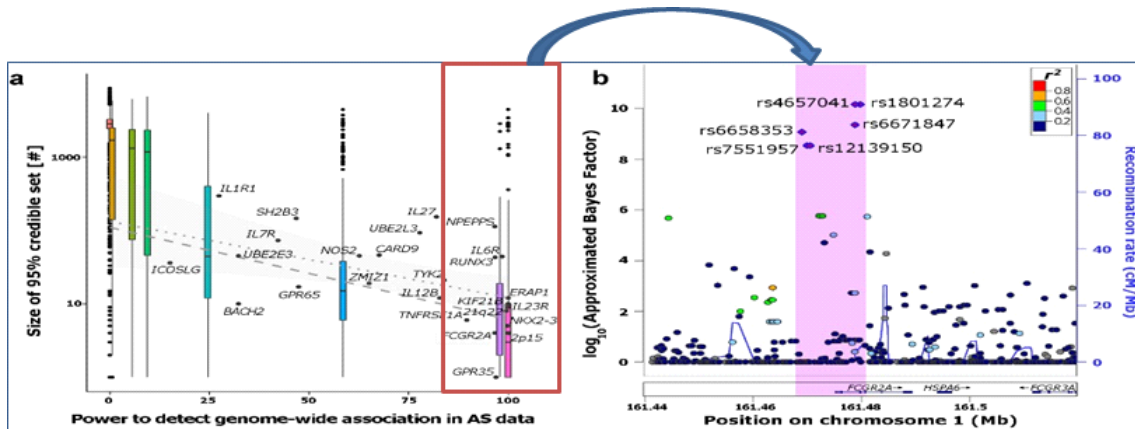 a
Size of 95% credible set [#]
1000
10
IL1R1
SH2B3
IL7R
UBE2E3
ICOSLG
GPR65
BACH2
NOS2
ZMIZ1
IL27
UBE2L3
CARD9
TYK2
IL12B
NPEPPS
IL6R
RUNX3
ERAP1
KIF21B
IL23R
21q22
TNFRSF1A
NKX2-3
FCGR2A
2p15
GPR35
0 25 50 75 100
Power to detect genome-wide association in AS data
b
log10(Approximated Bayes Factor)
10
8
6
4
2
0
rs4657041 rs1801274
rs6671847
rs6658353
rs7551957 rs12139150
r2
0.8
0.6
0.4
0.2
100
80
60
40
20
0
Recombination rate (cM/Mb)
FCGR2A HSPA6 FCGR3A
161.44 161.46 161.48 161.5
Position on chromosome 1 (Mb)